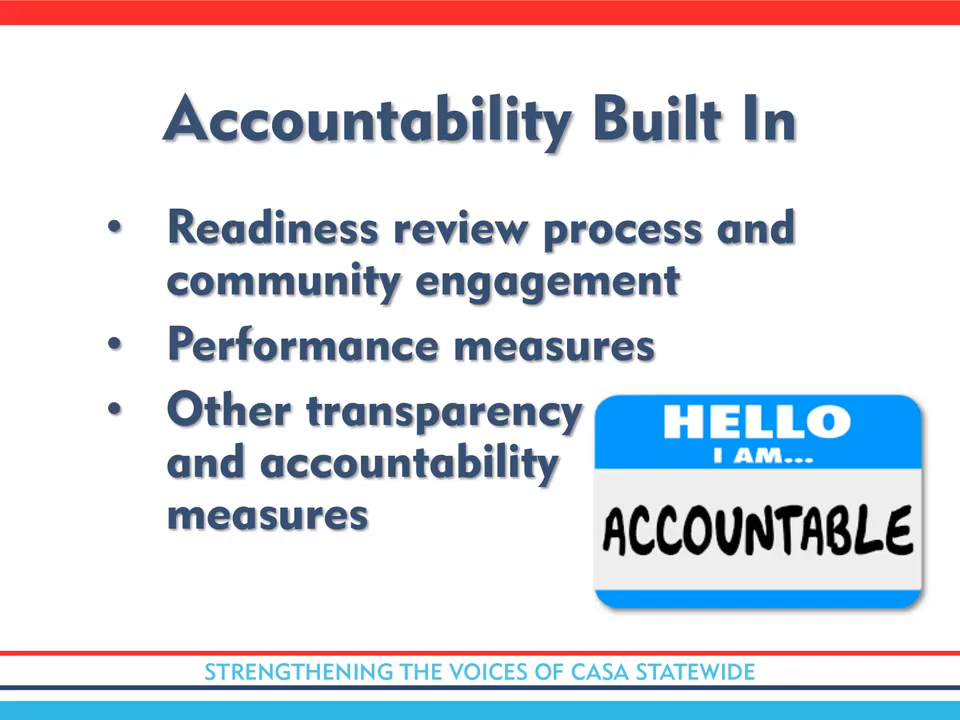 Accountability Built In
• Readiness review process and
community engagement
• Performance measures
• Other transparency
and accountability
measures
HELLO
I AM...
ACCOUNTABLE
STRENGTHENING THE VOICES OF CASA STATEWIDE